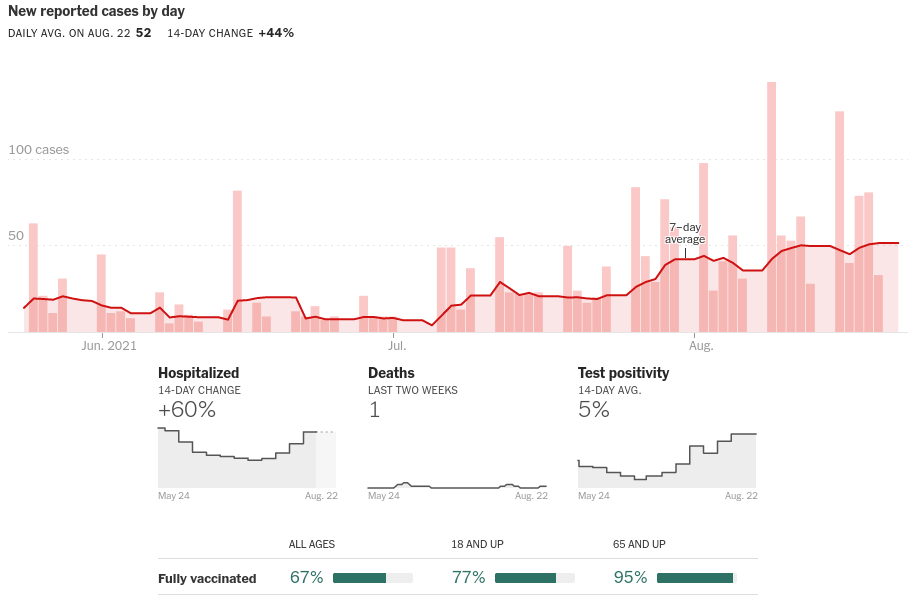 New reported cases by day
DAILY AVG. ON AUG. 22 52 14-DAY CHANGE +44%
100 cases
50
7–day
average
Jun. 2021 Jul. Aug.
Hospitalized Deaths Test positivity
14-DAY CHANGE LAST TWO WEEKS 14-DAY AVG.
+60% 1 5%
May 24 Aug. 22 May 24 Aug. 22 May 24 Aug. 22
ALL AGES 18 AND UP 65 AND UP
Fully vaccinated 67% 77% 95%